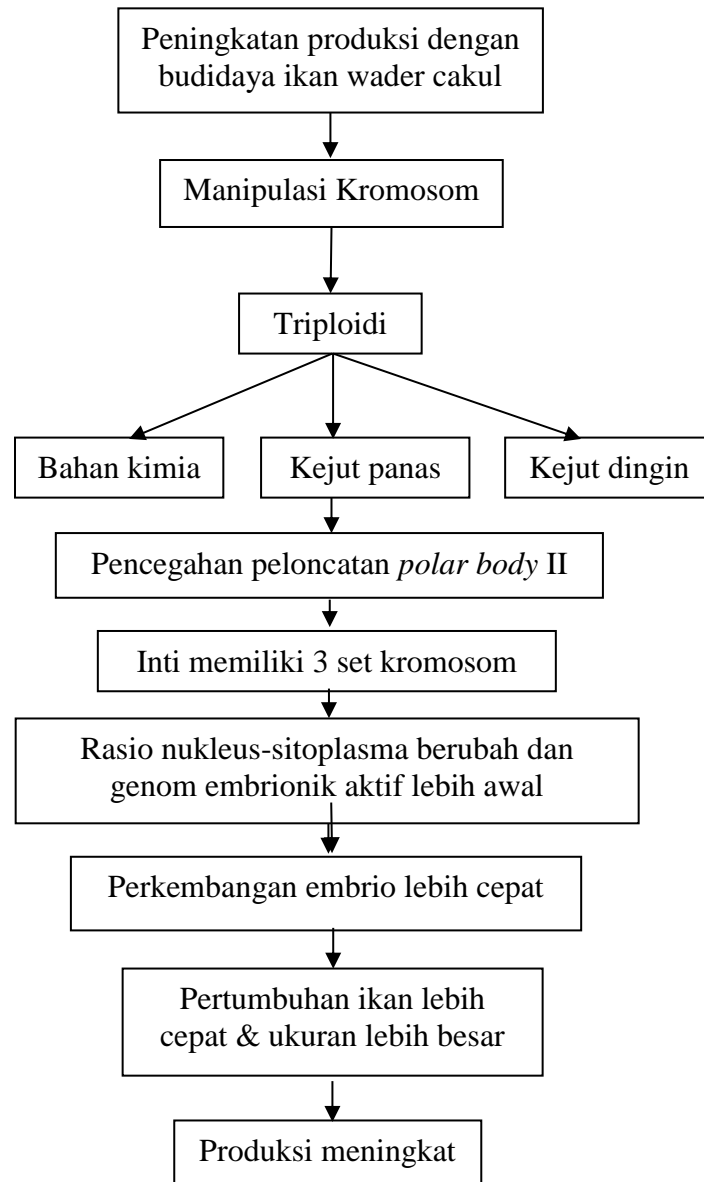 Peningkatan produksi dengan
budidaya ikan wader cakul
Manipulasi Kromosom
Triploidi
Bahan kimia
Kejut panas
Kejut dingin
Pencegahan peloncatan polar body II
Inti memiliki 3 set kromosom
Rasio nukleus-sitoplasma berubah dan
genom embrionik aktif lebih awal
Perkembangan embrio lebih cepat
Pertumbuhan ikan lebih
cepat & ukuran lebih besar
Produksi meningkat